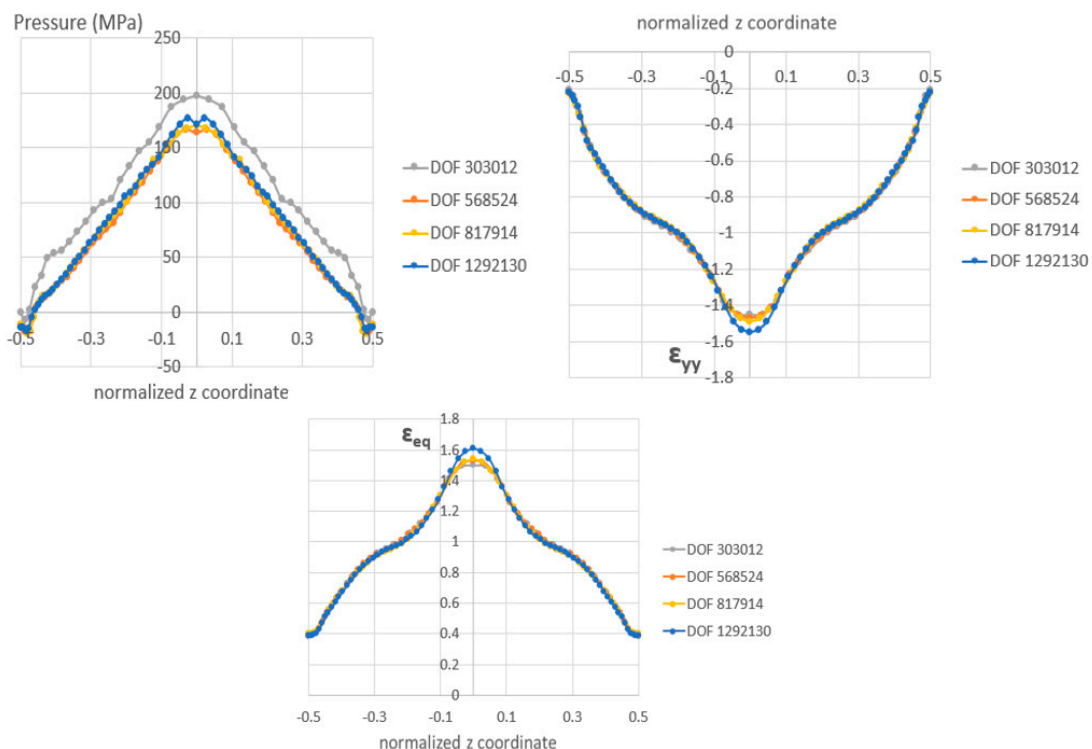 Pressure (MPa)
250
200
150
100
50
0
-50
-0.5 -0.3 -0.1 0.1 0.3 0.5
normalized z coordinate
DOF 303012
DOF 568524
DOF 817914
DOF 1292130
normalized z coordinate
0
-0.5 -0.3 -0.1 0.1 0.3 0.5
-0.2
-0.4
-0.6
-0.8
-1
-1.2
-1.4
-1.6
-1.8
εyy
DOF 303012
DOF 568524
DOF 817914
DOF 1292130
εeq
1.8
1.6
1.4
1.2
1
0.8
0.6
0.4
0.2
0
-0.5 -0.3 -0.1 0.1 0.3 0.5
normalized z coordinate
DOF 303012
DOF 568524
DOF 817914
DOF 1292130